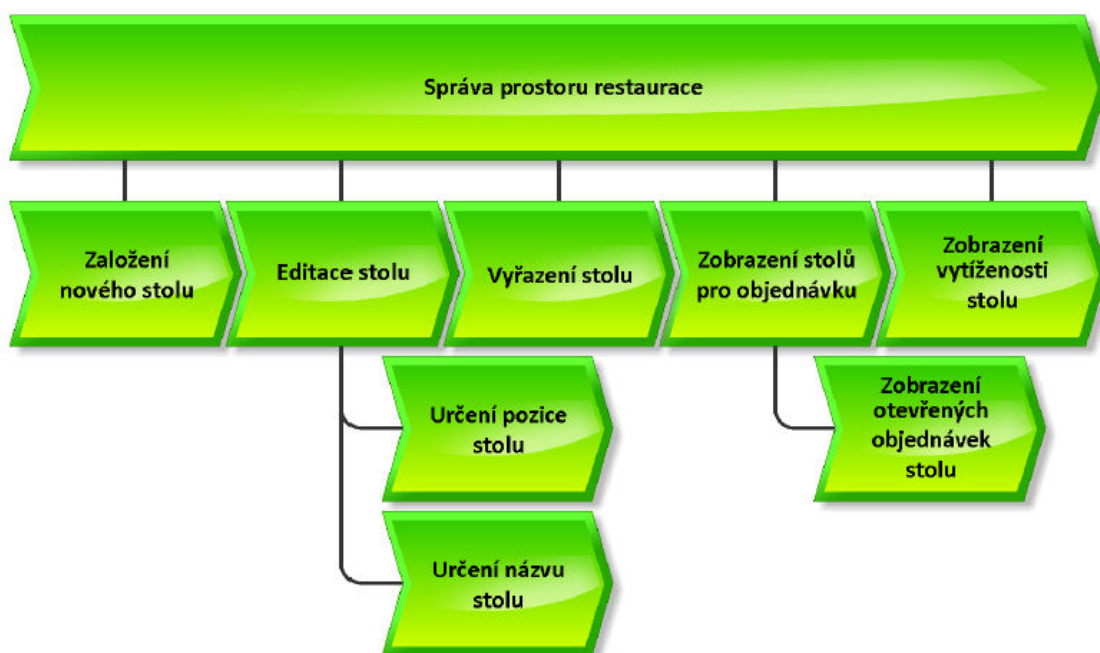 Správa prostoru restaurace
Založení
nového stolu
Editace stolu
Vyřazení stolu
Zobrazení stolů
pro objednávku
Zobrazení
vytíženosti
stolu
Určení pozice
stolu
Zobrazení
otevřených
objednávek
stolu
Určení názvu
stolu